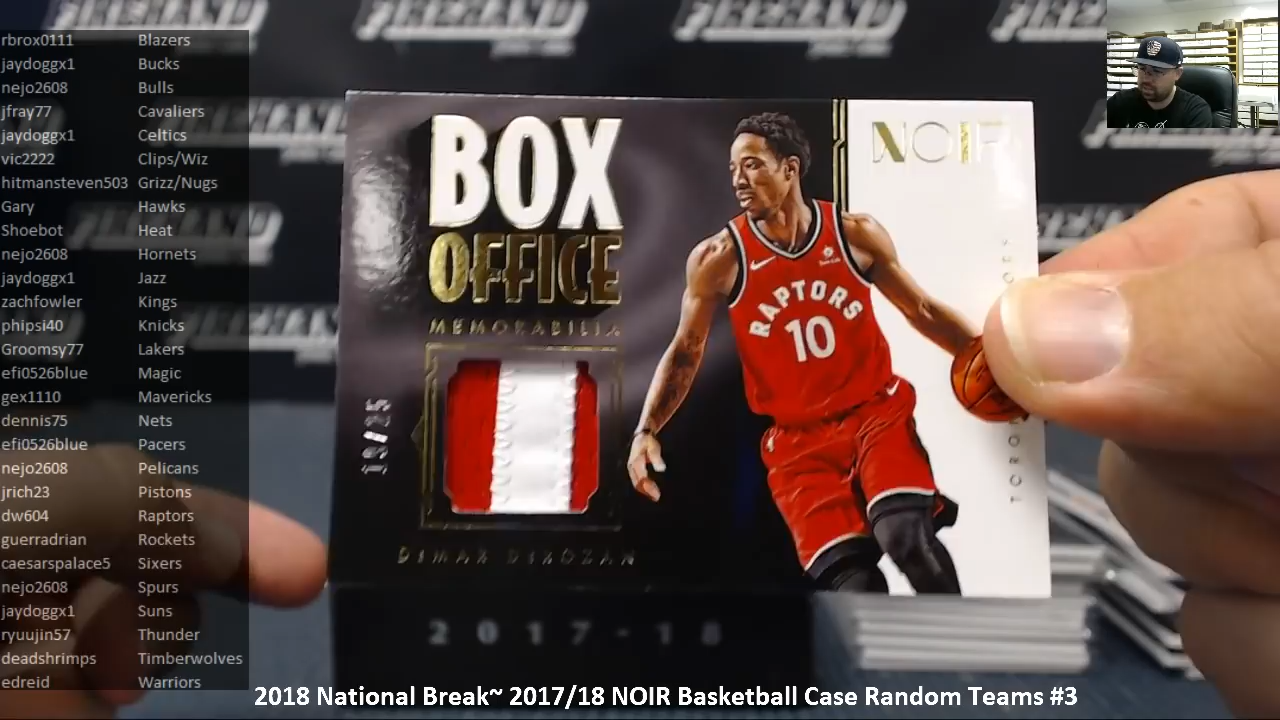 rbrox0111 Blazers
jaydoggx1 Bucks
nejo2608 Bulls
jfray77 Cavaliers
jaydoggx1 Celtics
vic2222 Clips/Wiz
hitmansteven503 Grizz/Nugs
Gary Hawks
Shoebot Heat
nejo2608 Hornets
jaydoggx1 Jazz
zachfowler Kings
phipsi40 Knicks
Groomsy77 Lakers
efi0526blue Magic
gex1110 Mavericks
dennis75 Nets
efi0526blue Pacers
nejo2608 Pelicans
jrich23 Pistons
dw604 Raptors
guerradrian Rockets
caesarspalace5 Sixers
nejo2608 Spurs
jaydoggx1 Suns
ryuujin57 Thunder
deadshrimps Timberwolves
edreid Warriors
BOX
OFFICE
MEMORABILIA
DEMAR DEROZAN
NOIR
RAPTORS
10
2017-18
2018 National Break~ 2017/18 NOIR Basketball Case Random Teams #3